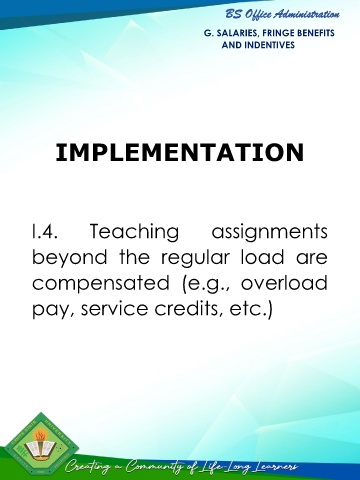 BS Office Administration
G. SALARIES, FRINGE BENEFITS
AND INDENTIVES
IMPLEMENTATION
I.4. Teaching assignments
beyond the regular load are
compensated (e.g., overload
pay, service credits, etc.)
Creating a Community of Life-Long Learners